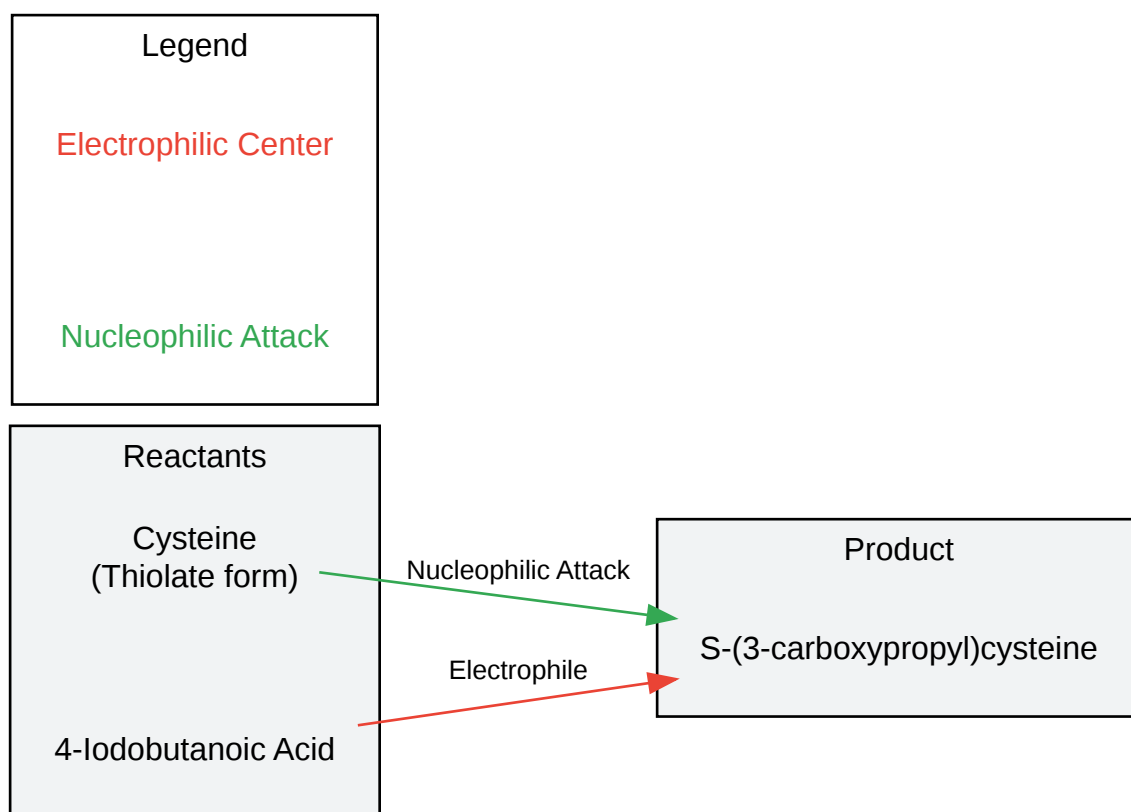 Legend
Electrophilic Center
Nucleophilic Attack
Reactants
Cysteine
(Thiolate form)
4-Iodobutanoic Acid
Nucleophilic Attack
Electrophile
Product
S-(3-carboxypropyl)cysteine